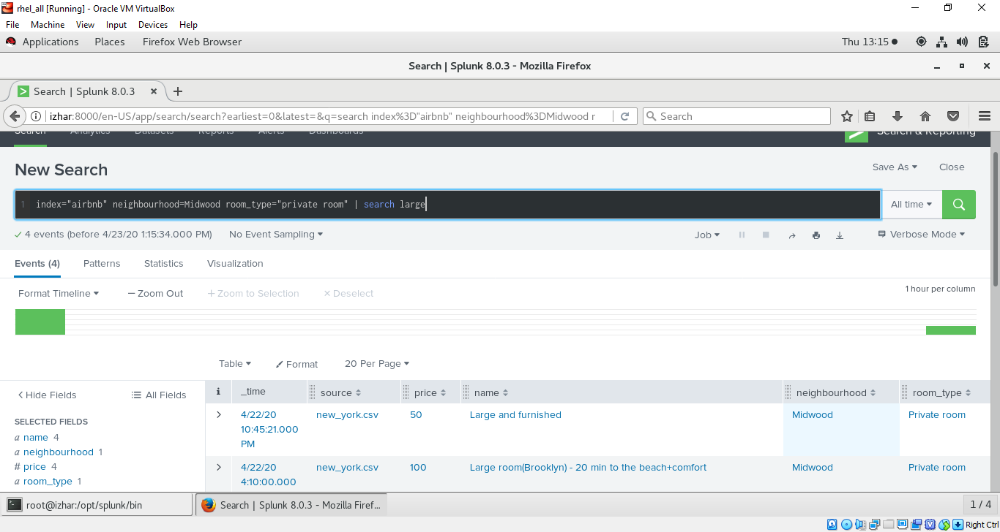 rhel_all [Running] - Oracle VM VirtualBox
File Machine View Input Devices Help
Applications Places Firefox Web Browser Thu 13:15
Search | Splunk 8.0.3 - Mozilla Firefox
Search | Splunk 8.0.3
izhar:8000/en-US/app/search/search?earliest=0&latest=&q=search index%3D"airbnb" neighbourhood%3DMidwood r Search
Search Analytics Datasets Reports Alerts Dashboards Search & Reporting
New Search Save As Close
1 index="airbnb" neighbourhood=Midwood room_type="private room" | search large All time
4 events (before 4/23/20 1:15:34.000 PM) No Event Sampling Job Verbose Mode
Events (4) Patterns Statistics Visualization
Format Timeline — Zoom Out + Zoom to Selection × Deselect 1 hour per column
Table Format 20 Per Page
< Hide Fields All Fields i _time source price name neighbourhood room_type
SELECTED FIELDS
a name 4
a neighbourhood 1
# price 4
a room_type 1
> 4/22/20 new_york.csv 50 Large and furnished Midwood Private room
10:45:21.000
PM
> 4/22/20 new_york.csv 100 Large room(Brooklyn) - 20 min to the beach+comfort Midwood Private room
4:10:00.000
root@izhar:/opt/splunk/bin Search | Splunk 8.0.3 - Mozilla Firef... 1 / 4
Right Ctrl